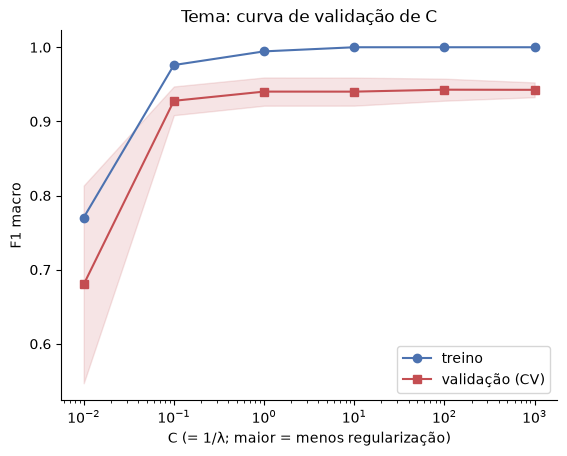 Tema: curva de validação de C
1.0
0.9
0.8
0.7
0.6
F1 macro
treino
validação (CV)
10⁻² 10⁻¹ 10⁰ 10¹ 10² 10³
C (= 1/λ; maior = menos regularização)